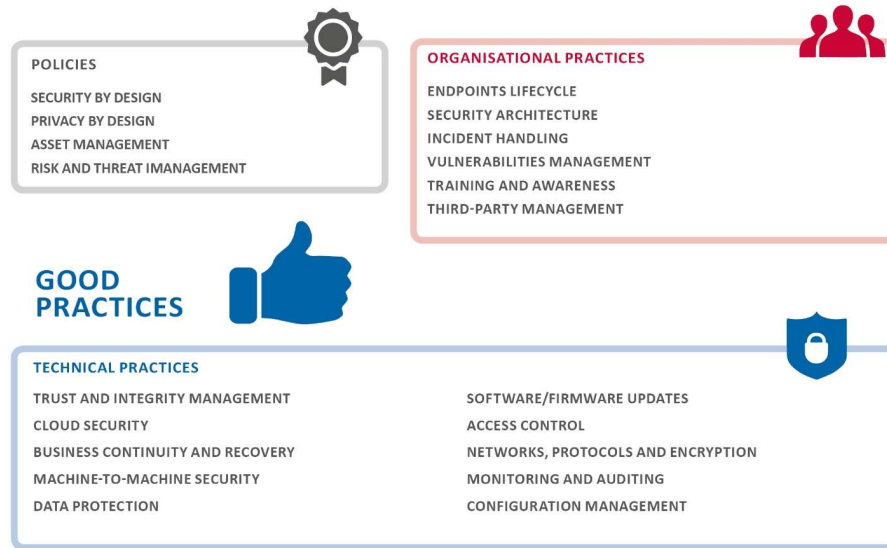 POLICIES
SECURITY BY DESIGN
PRIVACY BY DESIGN
ASSET MANAGEMENT
RISK AND THREAT IMANAGEMENT
ORGANISATIONAL PRACTICES
ENDPOINTS LIFECYCLE
SECURITY ARCHITECTURE
INCIDENT HANDLING
VULNERABILITIES MANAGEMENT
TRAINING AND AWARENESS
THIRD-PARTY MANAGEMENT
GOOD
PRACTICES
TECHNICAL PRACTICES
TRUST AND INTEGRITY MANAGEMENT
CLOUD SECURITY
BUSINESS CONTINUITY AND RECOVERY
MACHINE-TO-MACHINE SECURITY
DATA PROTECTION
SOFTWARE/FIRMWARE UPDATES
ACCESS CONTROL
NETWORKS, PROTOCOLS AND ENCRYPTION
MONITORING AND AUDITING
CONFIGURATION MANAGEMENT